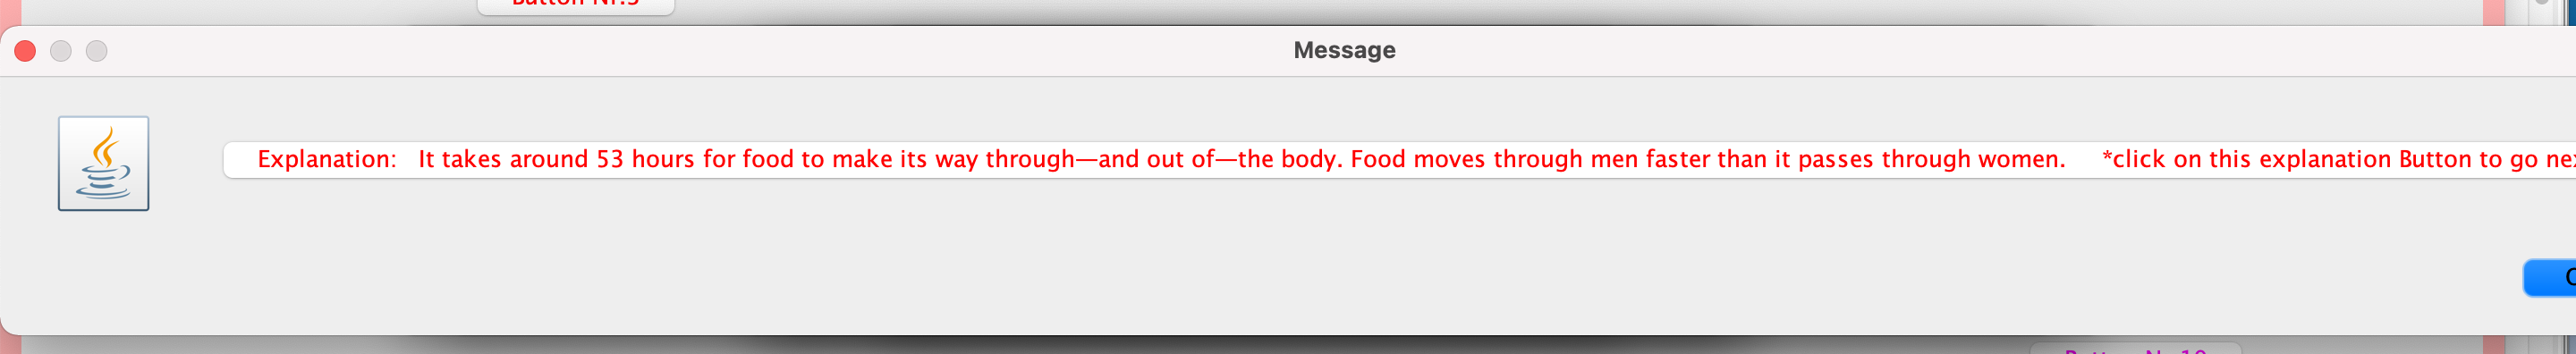 Message
Explanation: It takes around 53 hours for food to make its way through—and out of—the body. Food moves through men faster than it passes through women. *click on this explanation Button to go